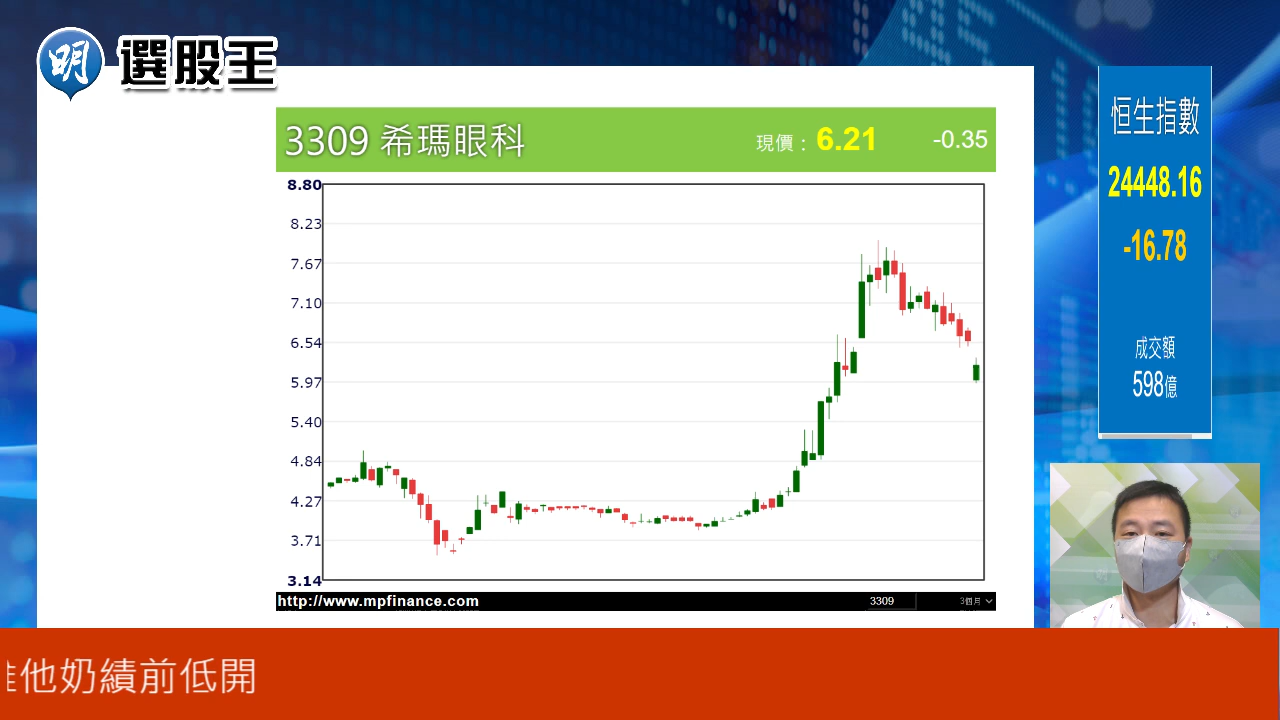 明 選股王
3309 希瑪眼科 現價: 6.21 -0.35
8.80
8.23
7.67
7.10
6.54
5.97
5.40
4.84
4.27
3.71
3.14
http://www.mpfinance.com 3309 3個月
恒生指數
24448.16
-16.78
成交額
598億
他奶績前低開